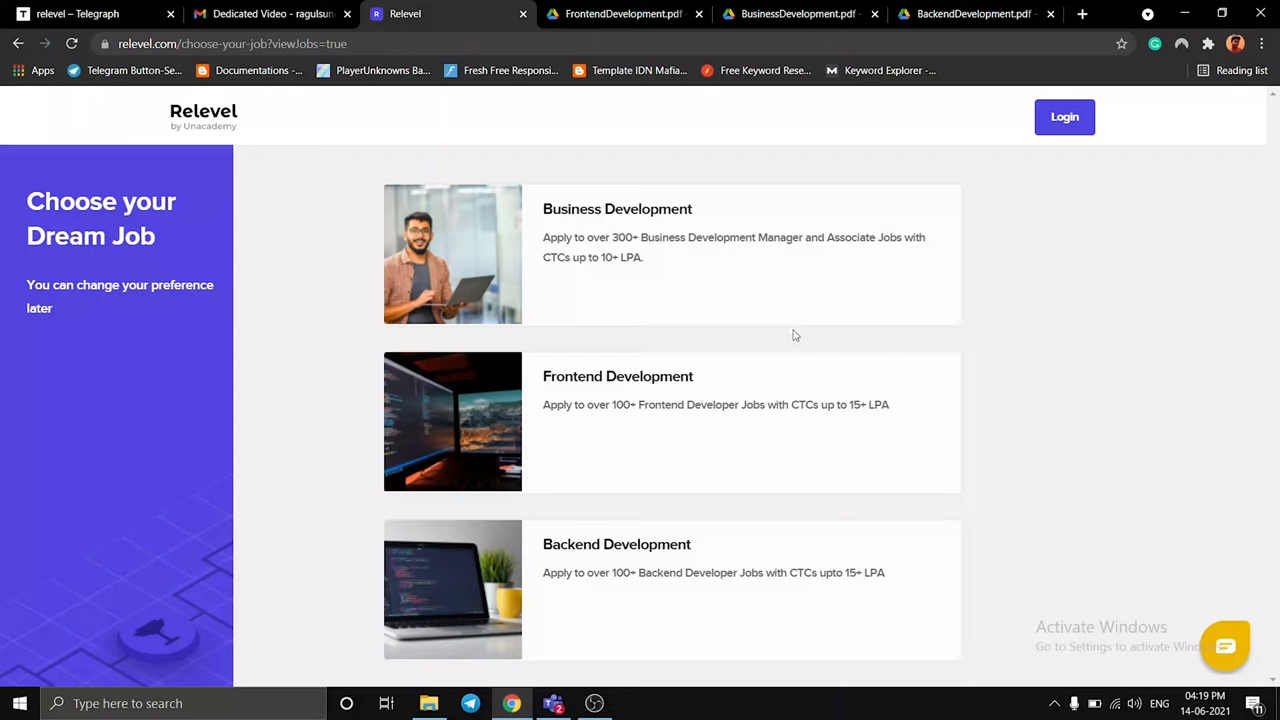 telegram | Relevel
Dedicated Video - ragulsun
Relevel
FrontendDevelopment.pdf -
BusinessDevelopment.pdf -
BackendDevelopment.pdf -
relevel.com/choose-your-job?viewJobs=true
Apps
Telegram Button-Se...
Documentations -...
PlayerUnknowns Ba...
Fresh Free Responsi...
Template IDN Mafia...
Free Keyword Rese...
Keyword Explorer -...
Reading list
Relevel
by Unacademy
Login
Choose your
Dream Job
You can change your preference
later
Business Development
Apply to over 300+ Business Development Manager and Associate Jobs with
CTCs up to 10+ LPA.
Frontend Development
Apply to over 100+ Frontend Developer Jobs with CTCs up to 15+ LPA
Backend Development
Apply to over 100+ Backend Developer Jobs with CTCs upto 15+ LPA
Activate Windows
Go to Settings to activate Wind
Type here to search
ENG
04:19 PM
14-06-2021
11